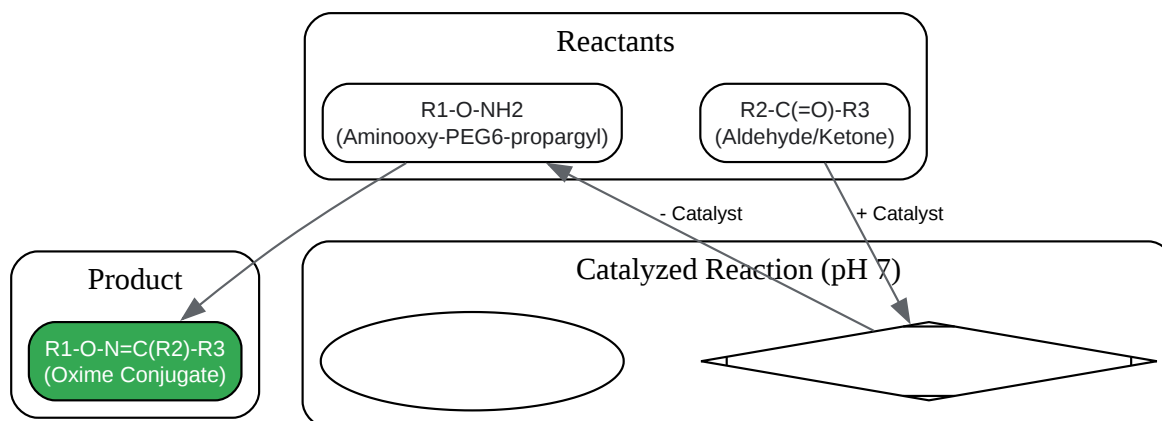 Reactants
R1-O-NH2
(Aminooxy-PEG6-propargyl)
R2-C(=O)-R3
(Aldehyde/Ketone)
- Catalyst
+ Catalyst
Product
Catalyzed Reaction (pH 7)
R1-O-N=C(R2)-R3
(Oxime Conjugate)